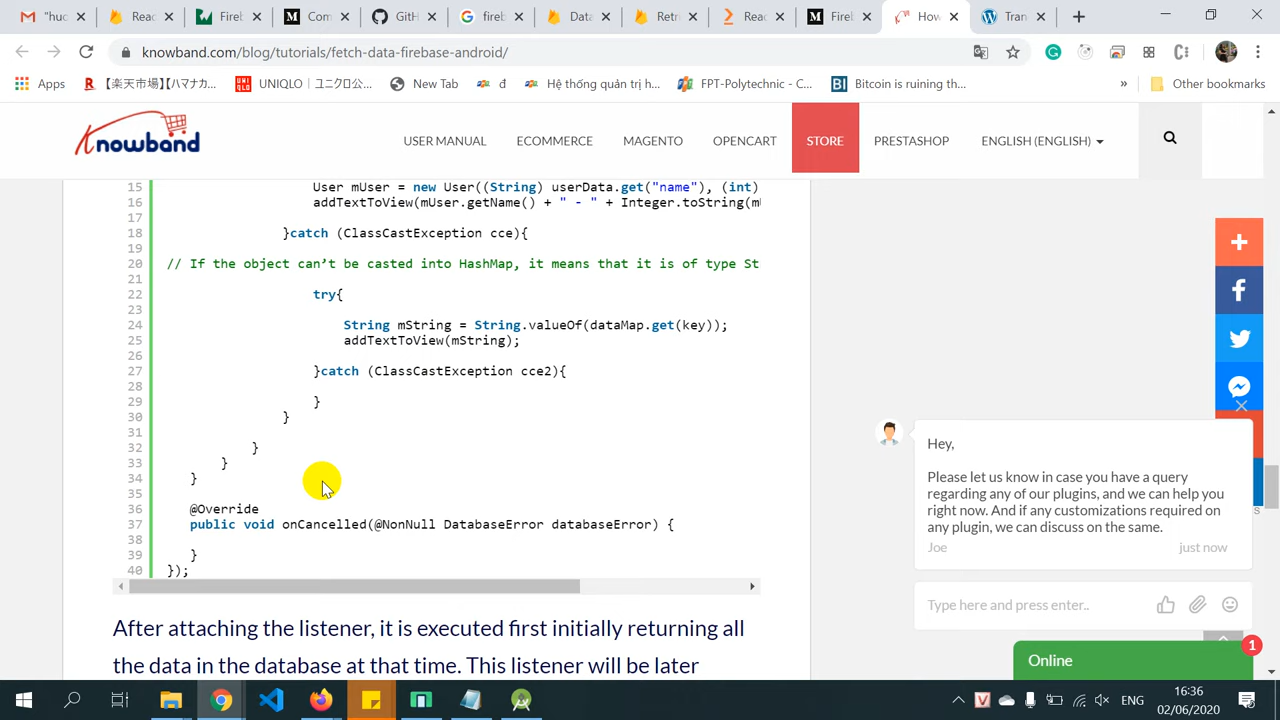 "huc
Reac
Fireb
Com
GitH
fireb
Data
Retr
Reac
Fireb
How
Tran
knowband.com/blog/tutorials/fetch-data-firebase-android/
Apps
【楽天市場】【ハマナカ...
UNIQLO｜ユニクロ公...
New Tab
đ
Hệ thống quản trị h...
FPT-Polytechnic - C...
Bitcoin is ruining th...
»
Other bookmarks
Knowband
USER MANUAL
ECOMMERCE
MAGENTO
OPENCART
STORE
PRESTASHOP
ENGLISH (ENGLISH)
15 User mUser = new User((String) userData.get("name"), (int)
16 addTextToView(mUser.getName() + " - " + Integer.toString(mU
17
18 }catch (ClassCastException cce){
19
20 // If the object can’t be casted into HashMap, it means that it is of type St
21
22 try{
23
24 String mString = String.valueOf(dataMap.get(key));
25 addTextToView(mString);
26
27 }catch (ClassCastException cce2){
28
29 }
30 }
31
32 }
33 }
34 }
35
36 @Override
37 public void onCancelled(@NonNull DatabaseError databaseError) {
38
39 }
40 });
After attaching the listener, it is executed first initially returning all
the data in the database at that time. This listener will be later
Hey,
Please let us know in case you have a query
regarding any of our plugins, and we can help you
right now. And if any customizations required on
any plugin, we can discuss on the same.
Joe
just now
Type here and press enter..
Online
1
ENG
16:36
02/06/2020